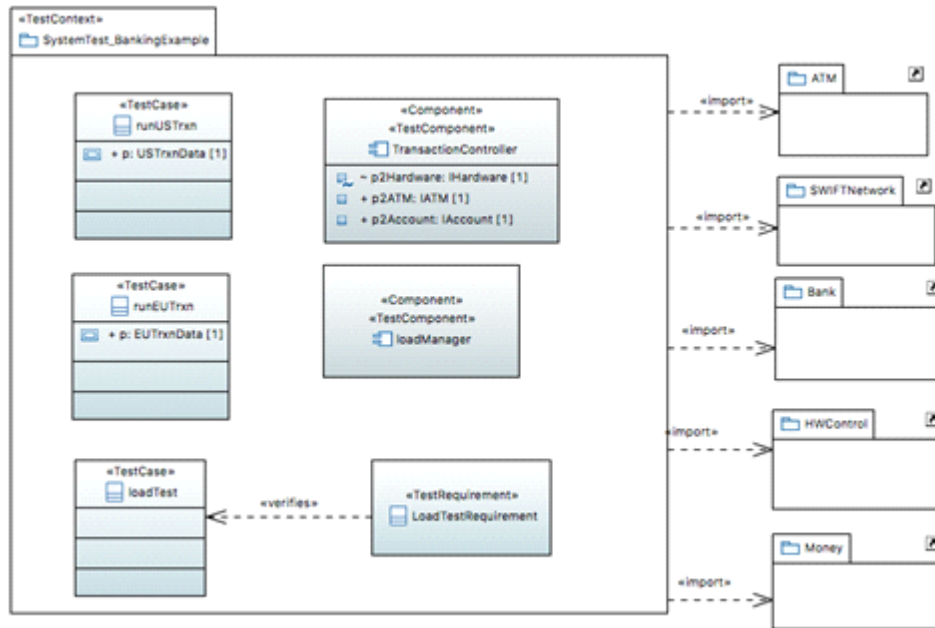 «TestContext»
SystemTest_BankingExample
«TestCase»
runUSTrxn
+ p: USTrxnData [1]
«Component»
«TestComponent»
TransactionController
~ p2Hardware: IHardware [1]
+ p2ATM: IATM [1]
+ p2Account: IAccount [1]
«TestCase»
runEUTrxn
+ p: EUTrxnData [1]
«Component»
«TestComponent»
loadManager
«TestCase»
loadTest
«verifies»
«TestRequirement»
LoadTestRequirement
«import»
ATM
«import»
SWIFTNetwork
«import»
Bank
«import»
HWControl
«import»
Money